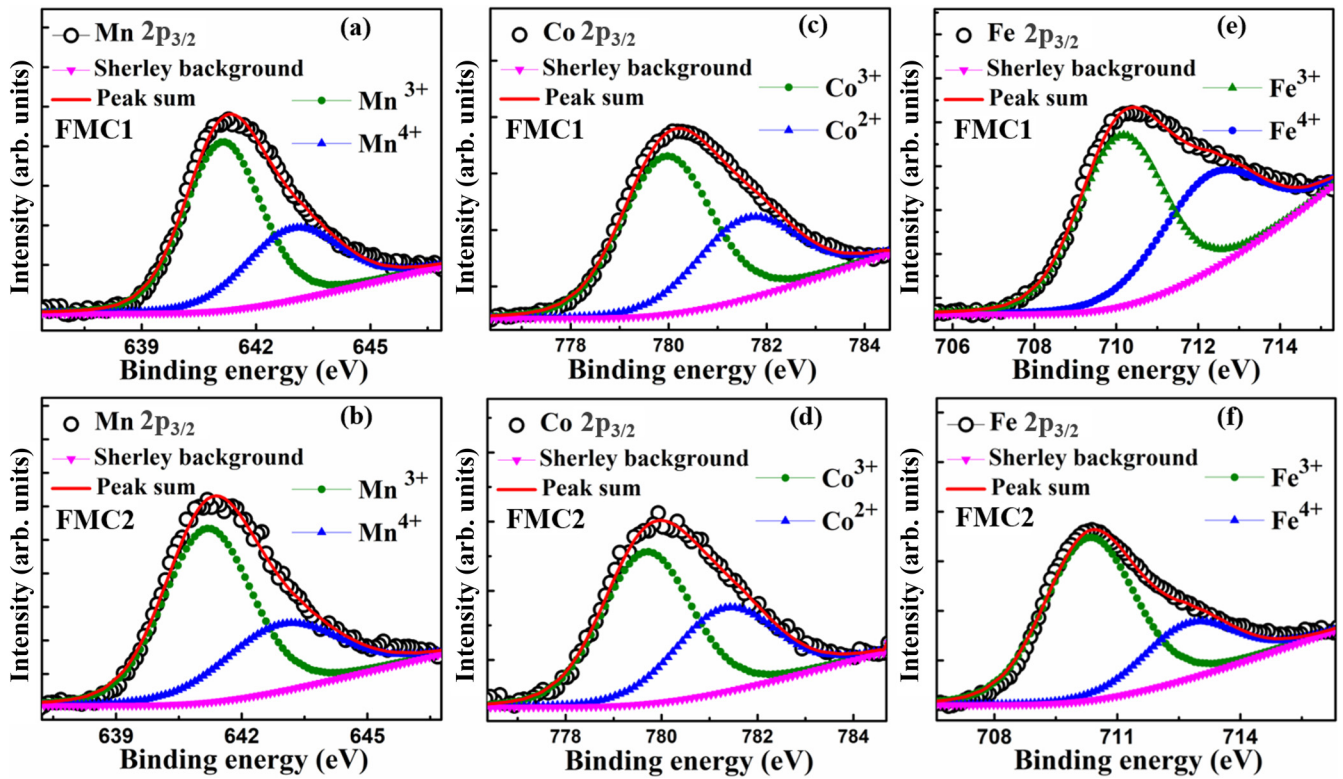 (a)
Mn 2p3/2
Sherley background
Peak sum
Mn 3+
Mn4+
FMC1
Intensity (arb. units)
639 642 645
Binding energy (eV)
(c)
Co 2p3/2
Sherley background
Peak sum
Co3+
Co2+
FMC1
Intensity (arb. units)
778 780 782 784
Binding energy (eV)
(e)
Fe 2p3/2
Sherley background
Peak sum
Fe3+
Fe4+
FMC1
Intensity (arb. units)
706 708 710 712 714
Binding energy (eV)
(b)
Mn 2p3/2
Sherley background
Peak sum
Mn 3+
Mn4+
FMC2
Intensity (arb. units)
639 642 645
Binding energy (eV)
(d)
Co 2p3/2
Sherley background
Peak sum
Co3+
Co2+
FMC2
Intensity (arb. units)
778 780 782 784
Binding energy (eV)
(f)
Fe 2p3/2
Sherley background
Peak sum
Fe3+
Fe4+
FMC2
Intensity (arb. units)
708 711 714
Binding energy (eV)